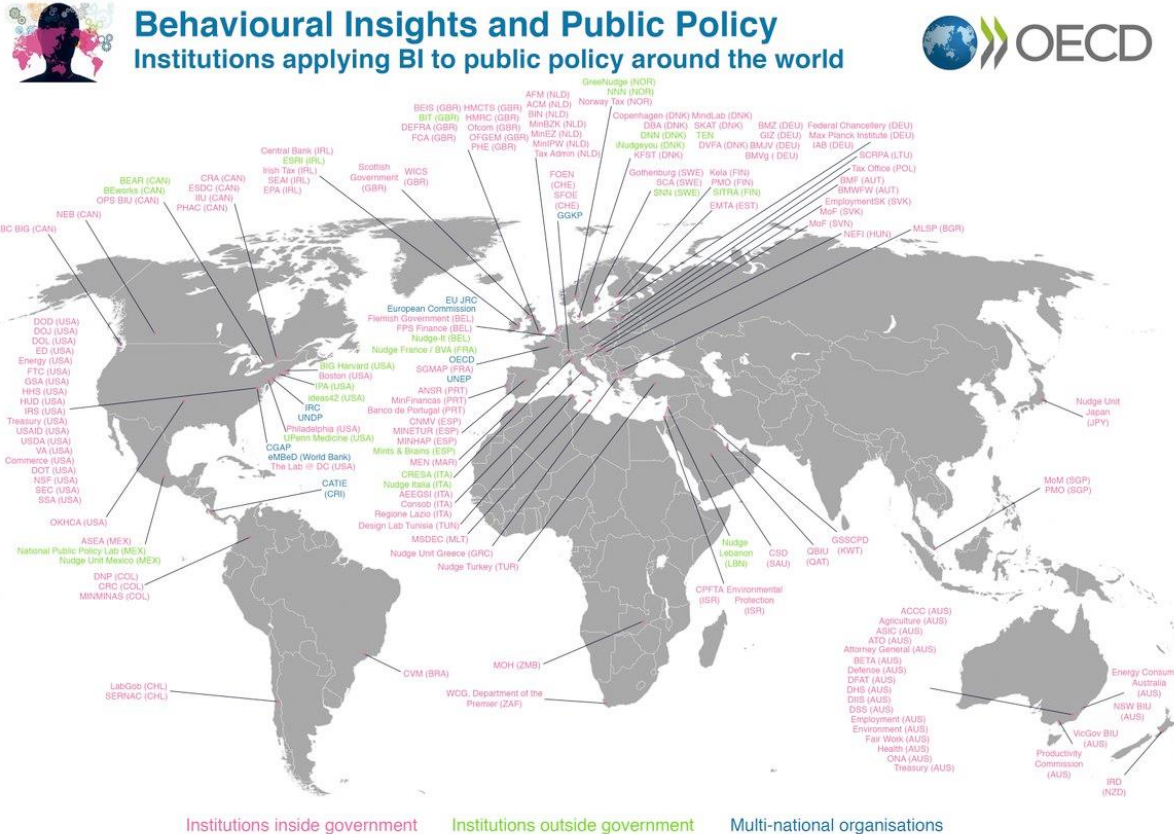 Behavioural Insights and Public Policy
Institutions applying BI to public policy around the world
OECD
GreeNudge (NOR)
NNN (NOR)
Norway Tax (NOR)
AFM (NLD)
ACM (NLD)
BIN (NLD)
MinBZK (NLD)
MinEZ (NLD)
MinIPW (NLD)
Tax Admin (NLD)
BEIS (GBR) HMCTS (GBR)
BIT (GBR) HMRC (GBR)
DEFRA (GBR) Ofcom (GBR)
FCA (GBR) OFGEM (GBR)
PHE (GBR)
Copenhagen (DNK) MindLab (DNK)
DBA (DNK) SKAT (DNK)
DNN (DNK) TEN
iNudgeyou (DNK) DVFA (DNK)
KFST (DNK)
BMZ (DEU) Federal Chancellery (DEU)
GIZ (DEU) Max Planck Institute (DEU)
BMJV (DEU) IAB (DEU)
BMVg ( DEU)
SCRPA (LTU)
Tax Office (POL)
BMF (AUT)
BMWFW (AUT)
EmploymentSK (SVK)
MoF (SVK)
MoF (SVN)
NEFI (HUN)
MLSP (BGR)
Gothenburg (SWE)
SCA (SWE)
SNN (SWE)
Kela (FIN)
PMO (FIN)
SITRA (FIN)
EMTA (EST)
FOEN
(CHE)
SFOE
(CHE)
GGKP
Scottish
Government
(GBR)
WICS
(GBR)
Central Bank (IRL)
ESRI (IRL)
Irish Tax (IRL)
SEAI (IRL)
EPA (IRL)
CRA (CAN)
ESDC (CAN)
IIU (CAN)
PHAC (CAN)
BEAR (CAN)
BEworks (CAN)
OPS BIU (CAN)
NEB (CAN)
BC BIG (CAN)
DOD (USA)
DOJ (USA)
DOL (USA)
ED (USA)
Energy (USA)
FTC (USA)
GSA (USA)
HHS (USA)
HUD (USA)
IRS (USA)
Treasury (USA)
USAID (USA)
USDA (USA)
VA (USA)
Commerce (USA)
DOT (USA)
NSF (USA)
SEC (USA)
SSA (USA)
OKHCA (USA)
BIG Harvard (USA)
Boston (USA)
IPA (USA)
ideas42 (USA)
IRC
UNDP
Philadelphia (USA)
UPenn Medicine (USA)
CGAP
eMBeD (World Bank)
The Lab @ DC (USA)
CATIE
(CRI)
ASEA (MEX)
National Public Policy Lab (MEX)
Nudge Unit Mexico (MEX)
DNP (COL)
CRC (COL)
MINMINAS (COL)
LabGob (CHL)
SERNAC (CHL)
CVM (BRA)
EU JRC
European Commission
Flemish Government (BEL)
FPS Finance (BEL)
Nudge-It (BEL)
Nudge France / BVA (FRA)
OECD
SGMAP (FRA)
UNEP
ANSR (PRT)
MinFinancas (PRT)
Banco de Portugal (PRT)
CNMV (ESP)
MINETUR (ESP)
MINHAP (ESP)
Mints & Brains (ESP)
MEN (MAR)
CRESA (ITA)
Nudge Italia (ITA)
AEEGSI (ITA)
Consob (ITA)
Regione Lazio (ITA)
Design Lab Tunisia (TUN)
MSDEC (MLT)
Nudge Unit Greece (GRC)
Nudge Turkey (TUR)
MOH (ZMB)
WCG, Department of the
Premier (ZAF)
CPFTA
(ISR)
Environmental
Protection
(ISR)
Nudge
Lebanon
(LBN)
CSD
(SAU)
QBIU
(QAT)
GSSCPD
(KWT)
Nudge Unit
Japan
(JPY)
MoM (SGP)
PMO (SGP)
ACCC (AUS)
Agriculture (AUS)
ASIC (AUS)
ATO (AUS)
Attorney General (AUS)
BETA (AUS)
Defense (AUS)
DFAT (AUS)
DHS (AUS)
DIIS (AUS)
DSS (AUS)
Employment (AUS)
Environment (AUS)
Fair Work (AUS)
Health (AUS)
ONA (AUS)
Treasury (AUS)
Energy Consum
Australia
(AUS)
NSW BIU
(AUS)
VicGov BIU
(AUS)
Productivity
Commission
(AUS)
IRD
(NZD)
Institutions inside government
Institutions outside government
Multi-national organisations